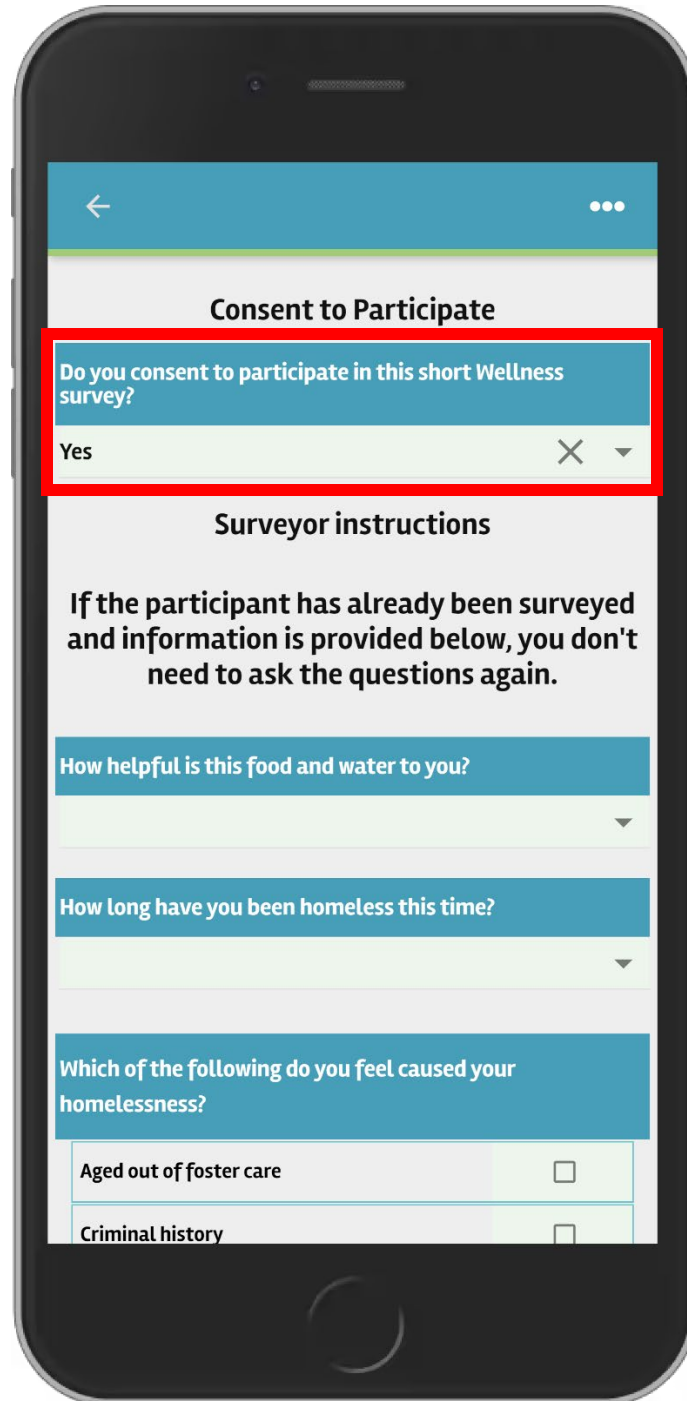 Consent to Participate
Do you consent to participate in this short Wellness
survey?
Yes
Surveyor instructions
If the participant has already been surveyed
and information is provided below, you don't
need to ask the questions again.
How helpful is this food and water to you?
How long have you been homeless this time?
Which of the following do you feel caused your
homelessness?
Aged out of foster care
Criminal history